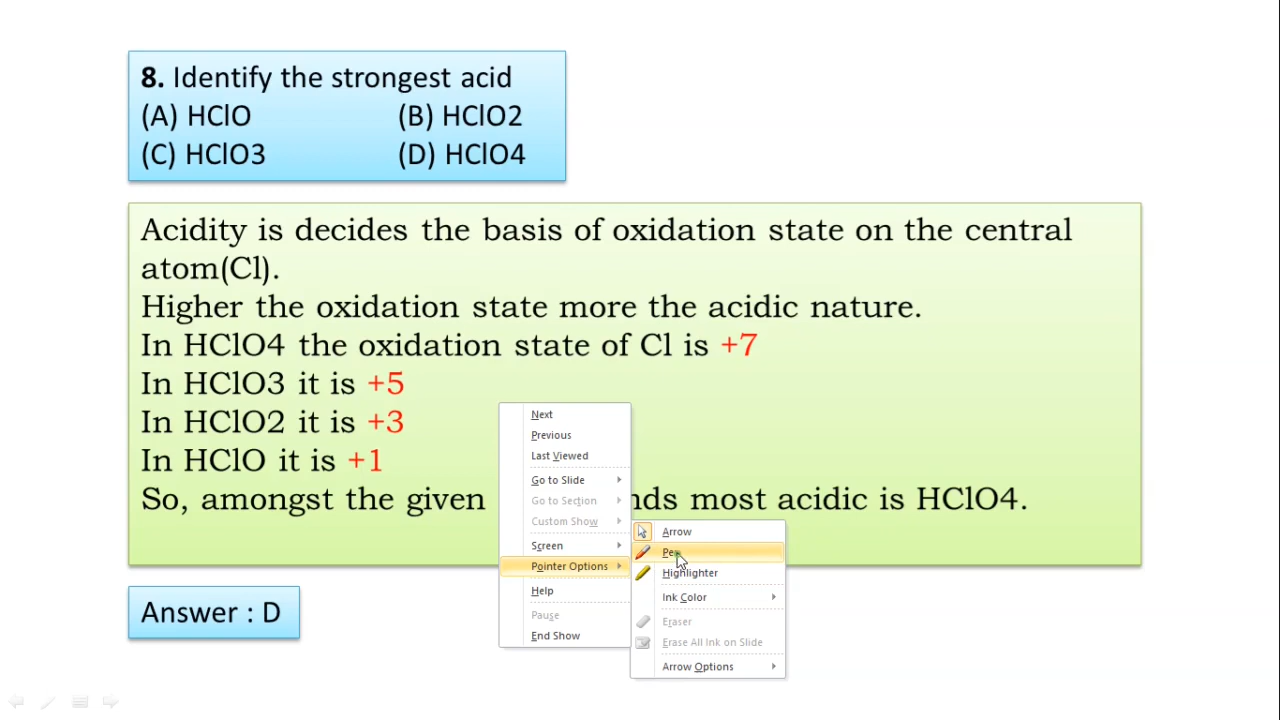 8. Identify the strongest acid
(A) HClO (B) HClO2
(C) HClO3 (D) HClO4
Acidity is decides the basis of oxidation state on the central
atom(Cl).
Higher the oxidation state more the acidic nature.
In HClO4 the oxidation state of Cl is +7
In HClO3 it is +5
In HClO2 it is +3
In HClO it is +1
So, amongst the given nds most acidic is HClO4.
Answer : D
Next
Previous
Last Viewed
Go to Slide
Go to Section
Custom Show
Screen
Pointer Options
Help
Pause
End Show
Arrow
Pen
Highlighter
Ink Color
Eraser
Erase All Ink on Slide
Arrow Options